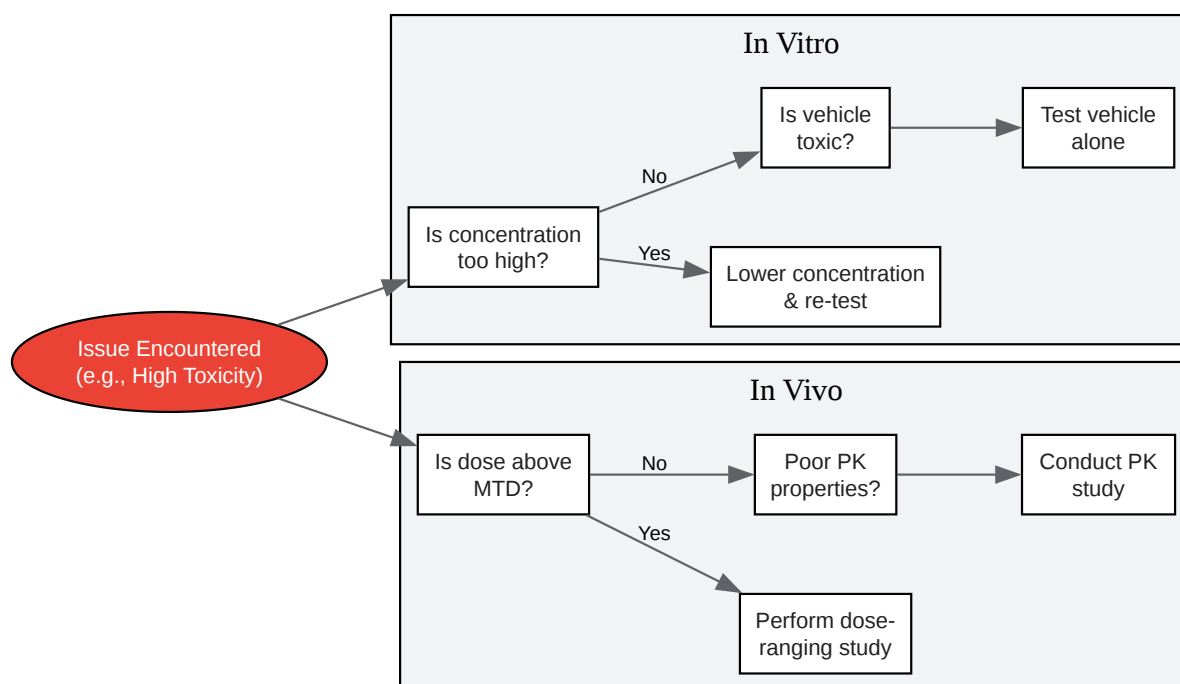 In Vitro
Is vehicle
toxic?
Test vehicle
alone
No
Is concentration
too high?
Yes
Lower concentration
& re-test
Issue Encountered
(e.g., High Toxicity)
In Vivo
Is dose above
MTD?
No
Poor PK
properties?
Conduct PK
study
Yes
Perform dose-
ranging study